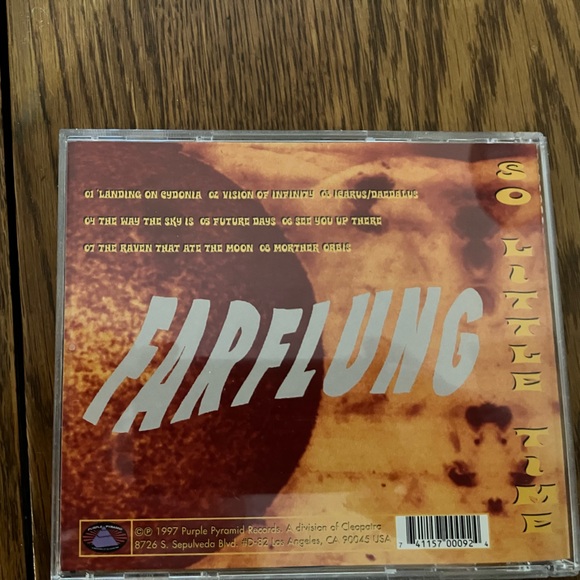 01 LANDING ON CYDONIA 02 VISION OF INFINITY 03 ICARUS/DAEDALUS
04 THE WAY THE SKY IS 05 FUTURE DAYS 06 SEE YOU UP THERE
07 THE RAVEN THAT ATE THE MOON 08 MORTHER ORBIS
FARFLUNG
SO LITTLE TIME
PURPLE PYRAMID
©℗ 1997 Purple Pyramid Records. A division of Cleopatra
8726 S. Sepulveda Blvd. #D-82 Los Angeles, CA 90045 USA
7 41157 00092 4